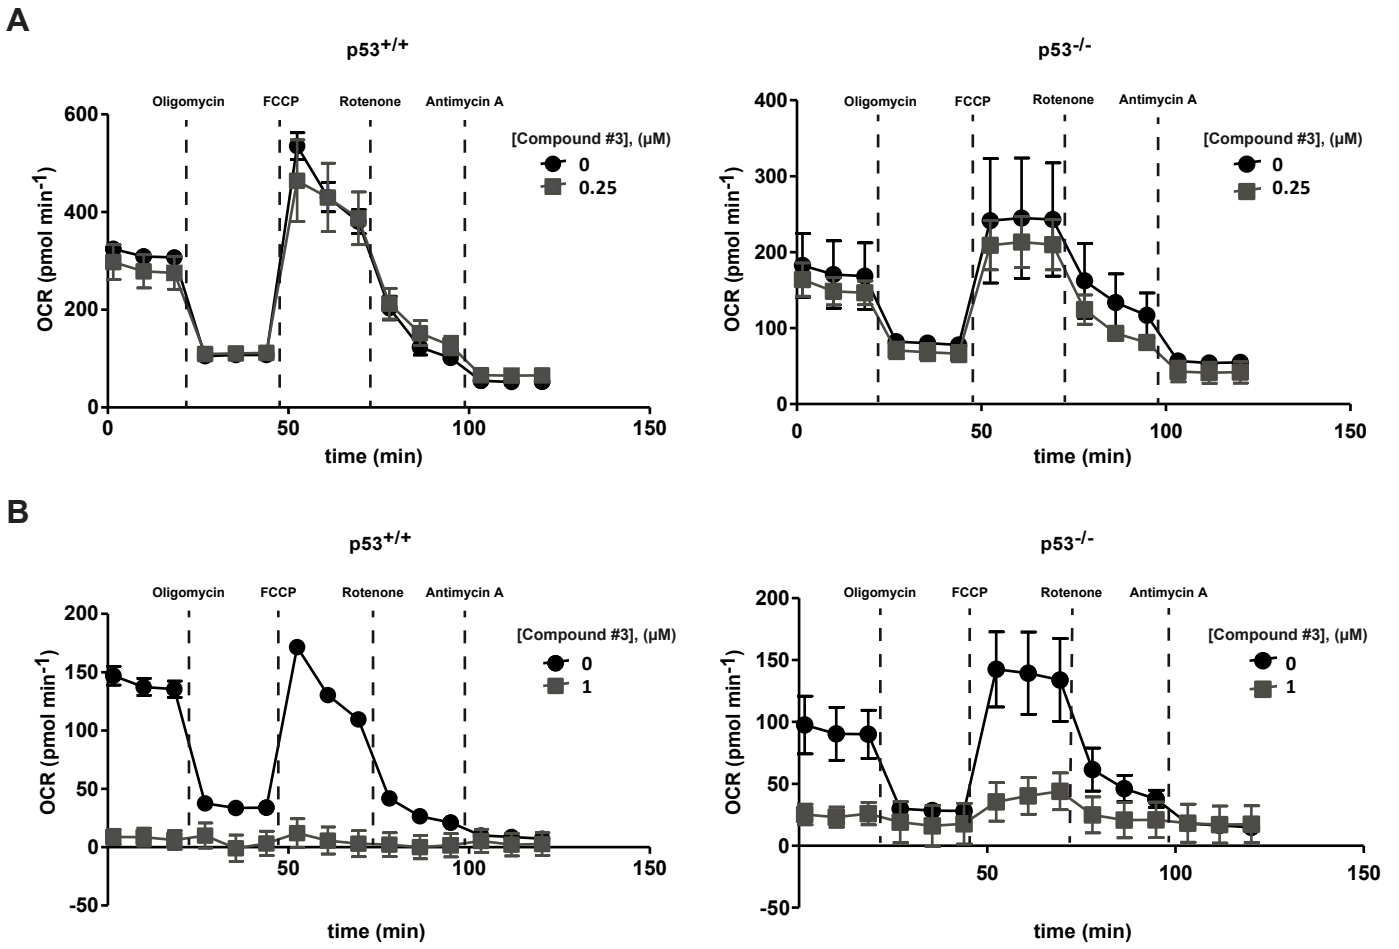 A
p53+/+
Oligomycin FCCP Rotenone Antimycin A
[Compound #3], (µM)
0
0.25
OCR (pmol min-1)
600
400
200
0
0 50 100 150
time (min)
p53-/-
Oligomycin FCCP Rotenone Antimycin A
[Compound #3], (µM)
0
0.25
OCR (pmol min-1)
400
300
200
100
0
0 50 100 150
time (min)
B
p53+/+
Oligomycin FCCP Rotenone Antimycin A
[Compound #3], (µM)
0
1
OCR (pmol min-1)
200
150
100
50
0
-50
50 100 150
time (min)
p53-/-
Oligomycin FCCP Rotenone Antimycin A
[Compound #3], (µM)
0
1
OCR (pmol min-1)
200
150
100
50
0
-50
50 100 150
time (min)